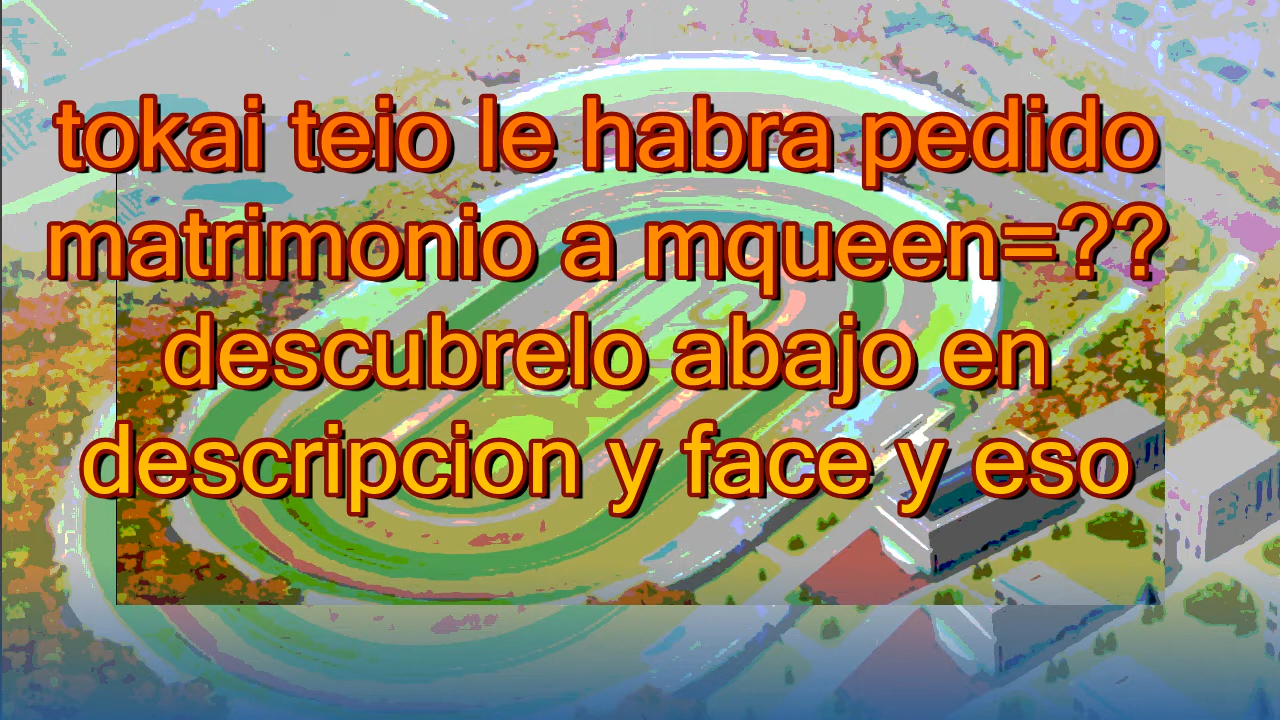 tokai teio le habra pedido
matrimonio a mqueen=??
descubrelo abajo en
descripcion y face y eso